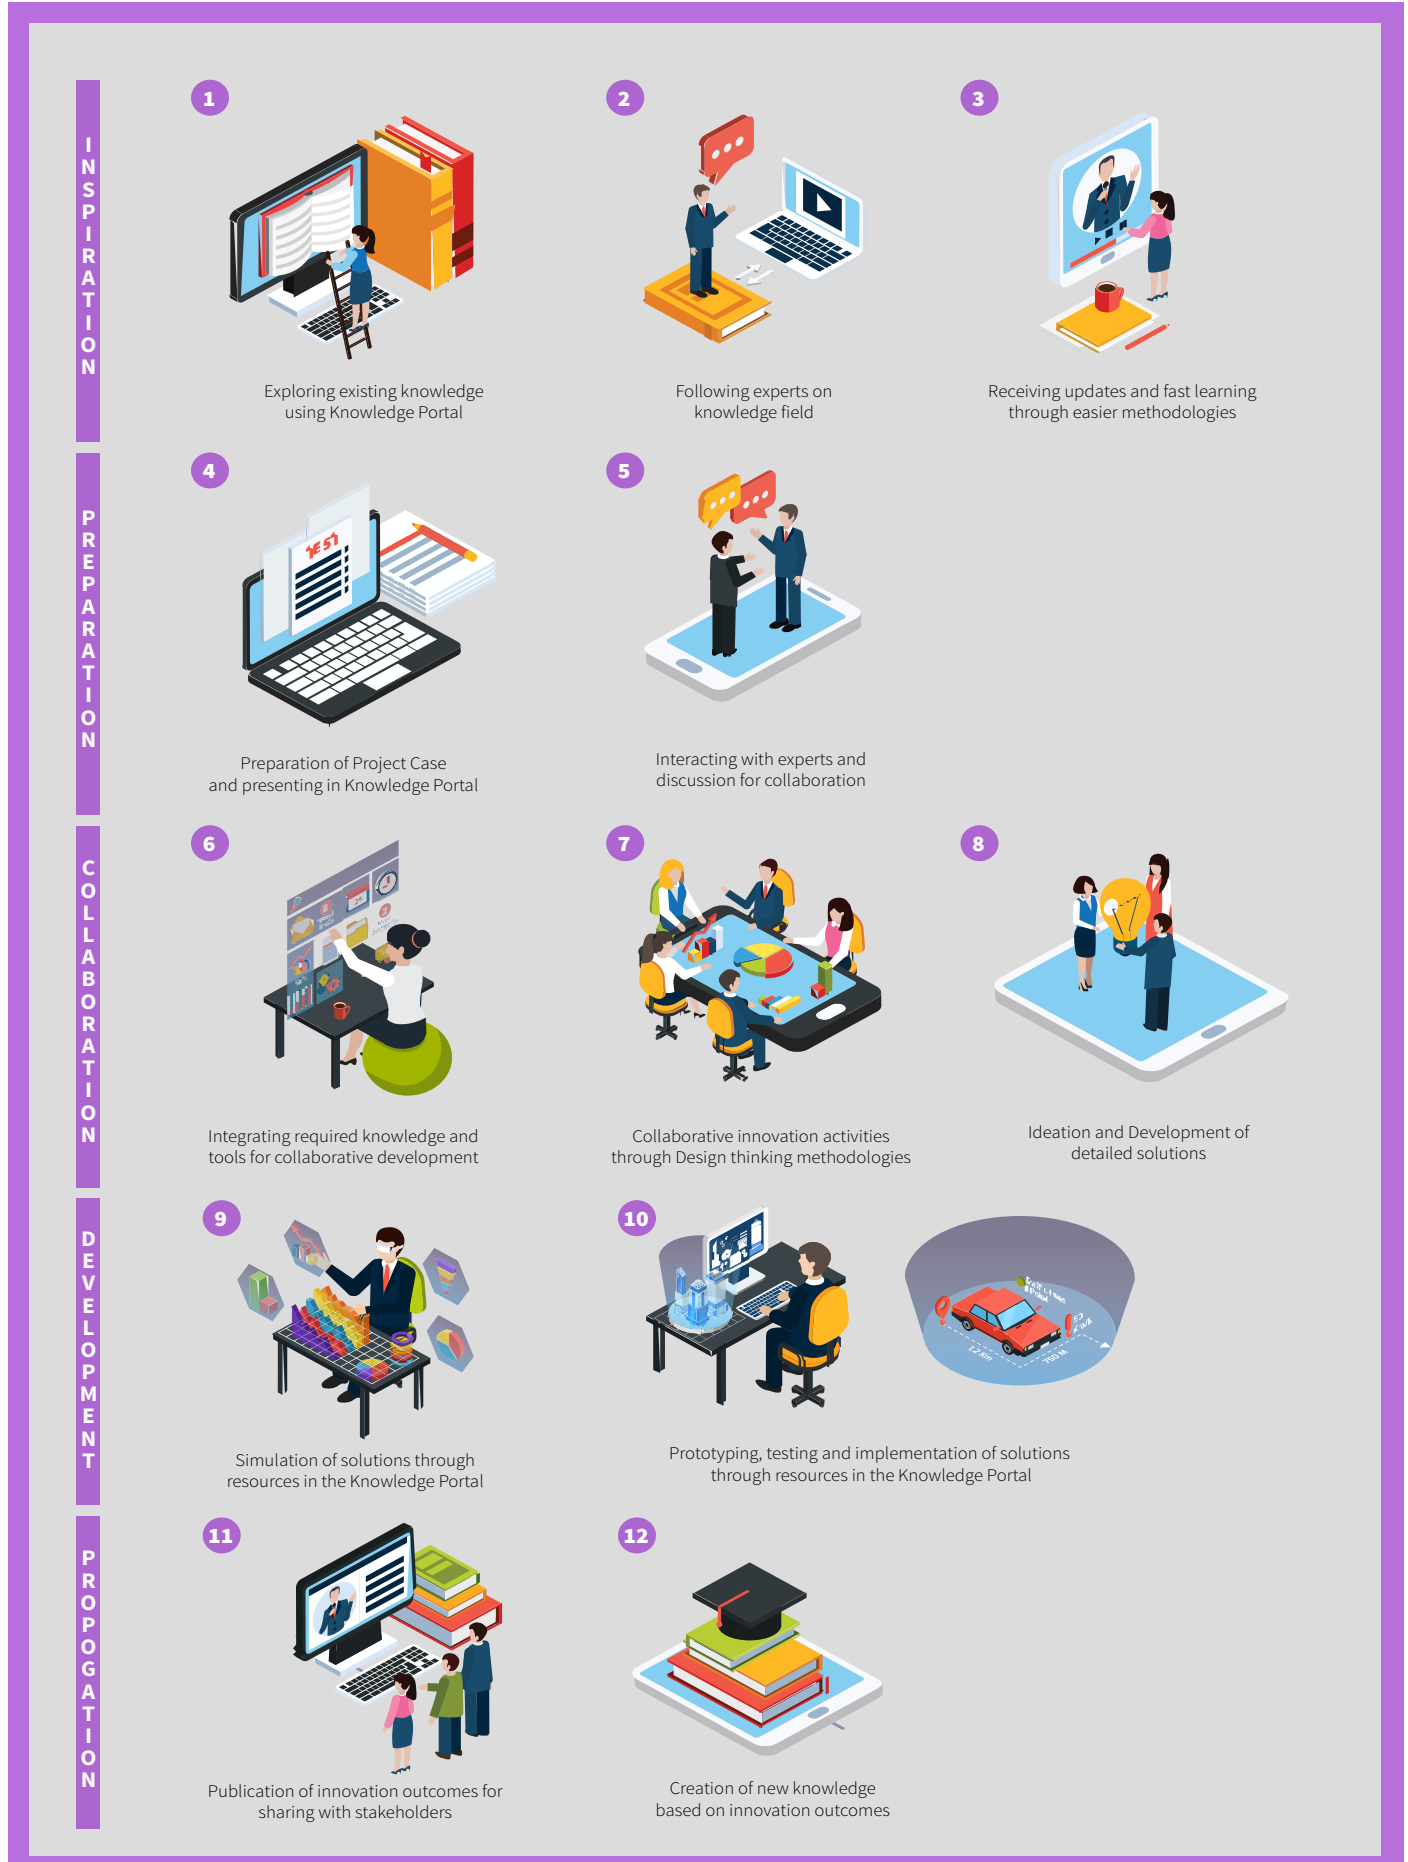 INSPIRATION
1
2
3
Exploring existing knowledge
using Knowledge Portal
Following experts on
knowledge field
Receiving updates and fast learning
through easier methodologies
PREPARATION
4
TEST
5
Preparation of Project Case
and presenting in Knowledge Portal
Interacting with experts and
discussion for collaboration
COLLABORATION
6
7
8
Integrating required knowledge and
tools for collaborative development
Collaborative innovation activities
through Design thinking methodologies
Ideation and Development of
detailed solutions
DEVELOPMENT
9
10
1.2 km
750 M
Simulation of solutions through
resources in the Knowledge Portal
Prototyping, testing and implementation of solutions
through resources in the Knowledge Portal
PROPOGATION
11
12
Publication of innovation outcomes for
sharing with stakeholders
Creation of new knowledge
based on innovation outcomes